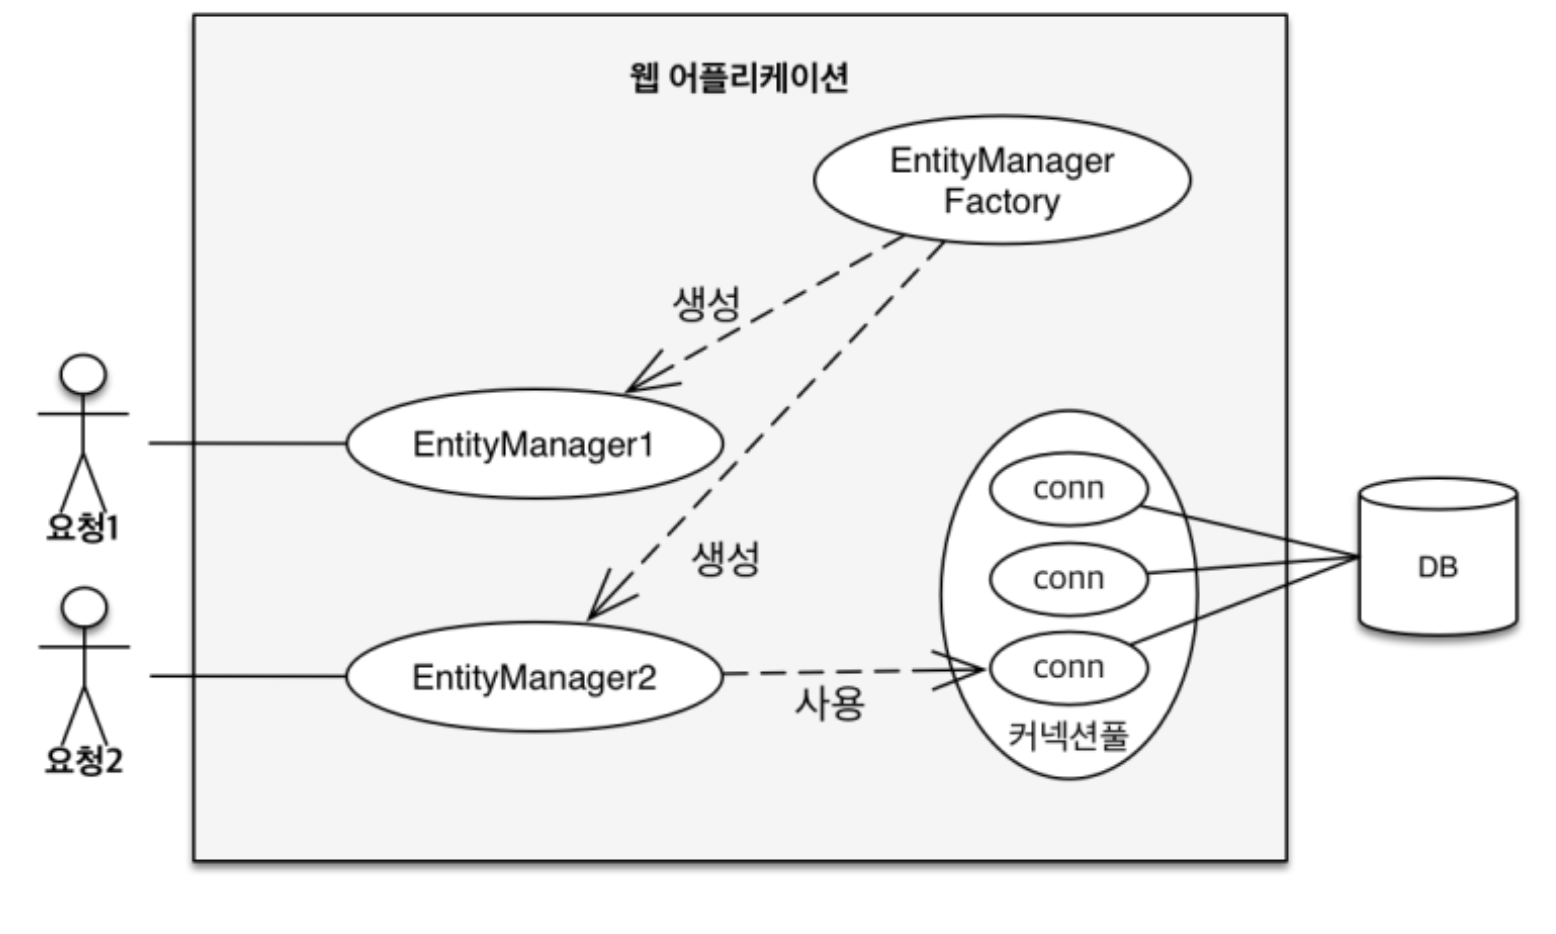 웹 어플리케이션
EntityManager
Factory
생성
EntityManager1
요청1
conn
conn
생성
DB
EntityManager2
conn
사용
커넥션풀
요청2